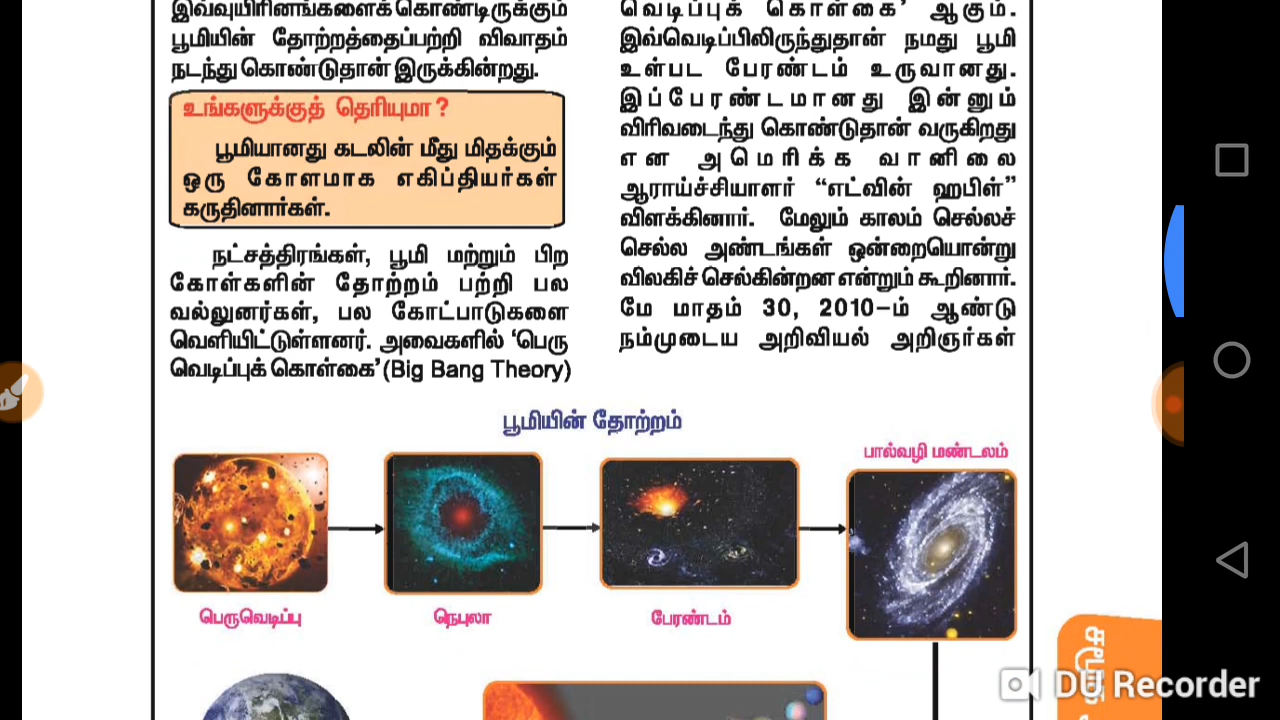 இவ்வுயிரினங்களைக் கொண்டிருக்கும்
பூமியின் தோற்றத்தைப்பற்றி விவாதம்
நடந்து கொண்டுதான் இருக்கின்றது.
உங்களுக்குத் தெரியுமா?
பூமியானது கடலின் மீது மிதக்கும்
ஒரு கோளமாக எகிப்தியர்கள்
கருதினார்கள்.
நட்சத்திரங்கள், பூமி மற்றும் பிற
கோள்களின் தோற்றம் பற்றி பல
வல்லுனர்கள், பல கோட்பாடுகளை
வெளியிட்டுள்ளனர். அவைகளில் ‘பெரு
வெடிப்புக் கொள்கை’ (Big Bang Theory)
வெடிப்புக் கொள்கை’ ஆகும்.
இவ்வெடிப்பிலிருந்துதான் நமது பூமி
உள்பட பேரண்டம் உருவானது.
இப்பேரண்டமானது இன்னும்
விரிவடைந்து கொண்டுதான் வருகிறது
என அமெரிக்க வானிலை
ஆராய்ச்சியாளர் “எட்வின் ஹபிள்”
விளக்கினார். மேலும் காலம் செல்லச்
செல்ல அண்டங்கள் ஒன்றையொன்று
விலகிச் செல்கின்றன என்றும் கூறினார்.
மே மாதம் 30, 2010-ம் ஆண்டு
நம்முடைய அறிவியல் அறிஞர்கள்
பூமியின் தோற்றம்
பால்வழி மண்டலம்
பெருவெடிப்பு
நெபுலா
பேரண்டம்
DU Recorder